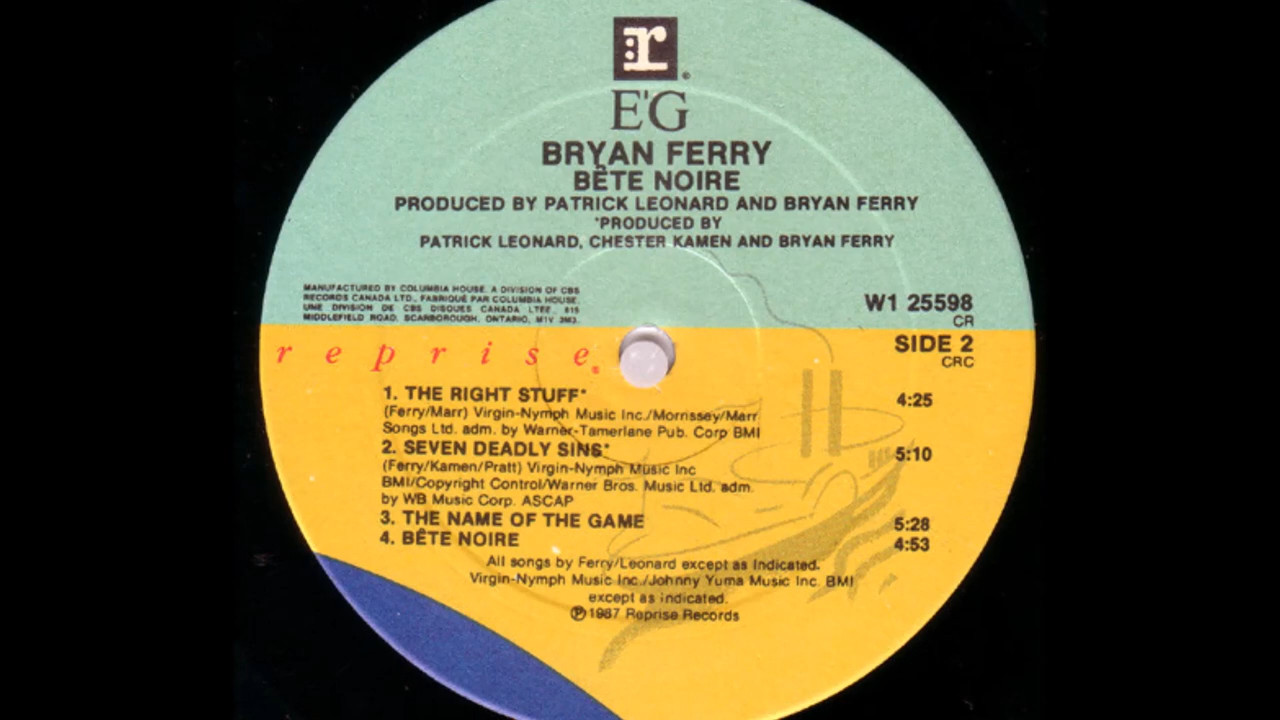 r
E'G
BRYAN FERRY
BÊTE NOIRE
PRODUCED BY PATRICK LEONARD AND BRYAN FERRY
*PRODUCED BY
PATRICK LEONARD, CHESTER KAMEN AND BRYAN FERRY
MANUFACTURED BY COLUMBIA HOUSE, A DIVISION OF CBS
RECORDS CANADA LTD., FABRIQUÉ PAR COLUMBIA HOUSE,
UNE DIVISION DE CBS DISQUES CANADA LTÉE., 815
MIDDLEFIELD ROAD, SCARBOROUGH, ONTARIO, M1V 3M3.
W1 25598
CR
reprise
SIDE 2
CRC
1. THE RIGHT STUFF* 4:25
(Ferry/Marr) Virgin-Nymph Music Inc./Morrissey/Marr
Songs Ltd. adm. by Warner-Tamerlane Pub. Corp BMI
2. SEVEN DEADLY SINS* 5:10
(Ferry/Kamen/Pratt) Virgin-Nymph Music Inc
BMI/Copyright Control/Warner Bros. Music Ltd. adm.
by WB Music Corp. ASCAP
3. THE NAME OF THE GAME 5:28
4. BÊTE NOIRE 4:53
All songs by Ferry/Leonard except as Indicated.
Virgin-Nymph Music Inc./Johnny Yuma Music Inc. BMI
except as indicated.
℗ 1987 Reprise Records